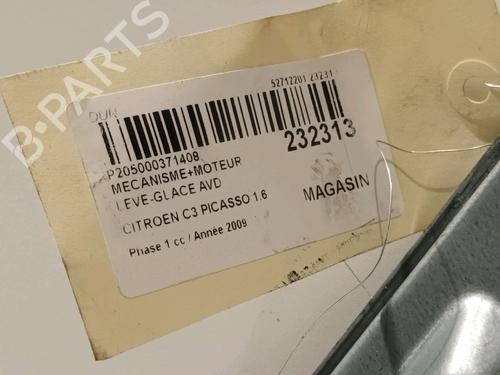 B-PARTS
DUN
52712201 23231
232313
P205000371408
MECANISME+MOTEUR
LEVE-GLACE AVD
CITROEN C3 PICASSO 1.6
MAGASIN
Phase 1 cc / Année 2009